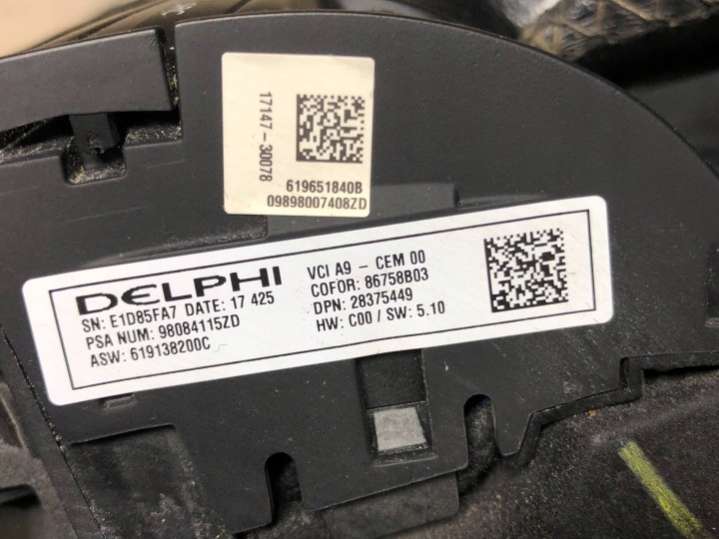 17147-30078
619651840B
09898007408ZD
DELPHI
SN: E1D85FA7 DATE: 17 425
PSA NUM: 98084115ZD
ASW: 619138200C
VCI A9 - CEM 00
COFOR: 86758B03
DPN: 28375449
HW: C00 / SW: 5.10